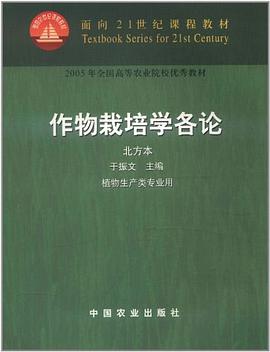 面向21世纪课程教材
Textbook Series for 21st Century
2005年全国高等农业院校优秀教材
作物栽培学各论
北方本
于振文 主编
植物生产类专业用
中国农业出版社